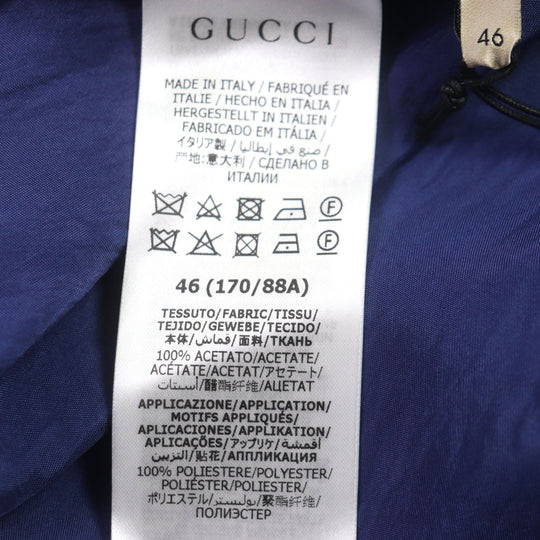 GUCCI
46
MADE IN ITALY / FABRIQUÉ EN
ITALIE / HECHO EN ITALIA /
HERGESTELLT IN ITALIEN /
FABRICADO EM ITÁLIA /
イタリア製 / صنع في إيطاليا /
产地:意大利 / СДЕЛАНО В
ИТАЛИИ
F
F
46 (170/88A)
TESSUTO/FABRIC/TISSU/
TEJIDO/GEWEBE/TECIDO/
本体/قماش/面料/ТКАНЬ
100% ACETATO/ACETATE/
ACÉTATE/ACETAT/アセテート/
أسيتات/醋酯纤维/АЦЕТАТ
APPLICAZIONE/APPLICATION/
MOTIFS APPLIQUÉS/
APLICACIONES/APPLIKATION/
APLICAÇÕES/アップリケ/أقمشة
التزيين/贴花/АППЛИКАЦИЯ
100% POLIESTERE/POLYESTER/
POLIÉSTER/POLYESTER/
ポリエステル/بوليستر/聚酯纤维/
ПОЛИЭСТЕР